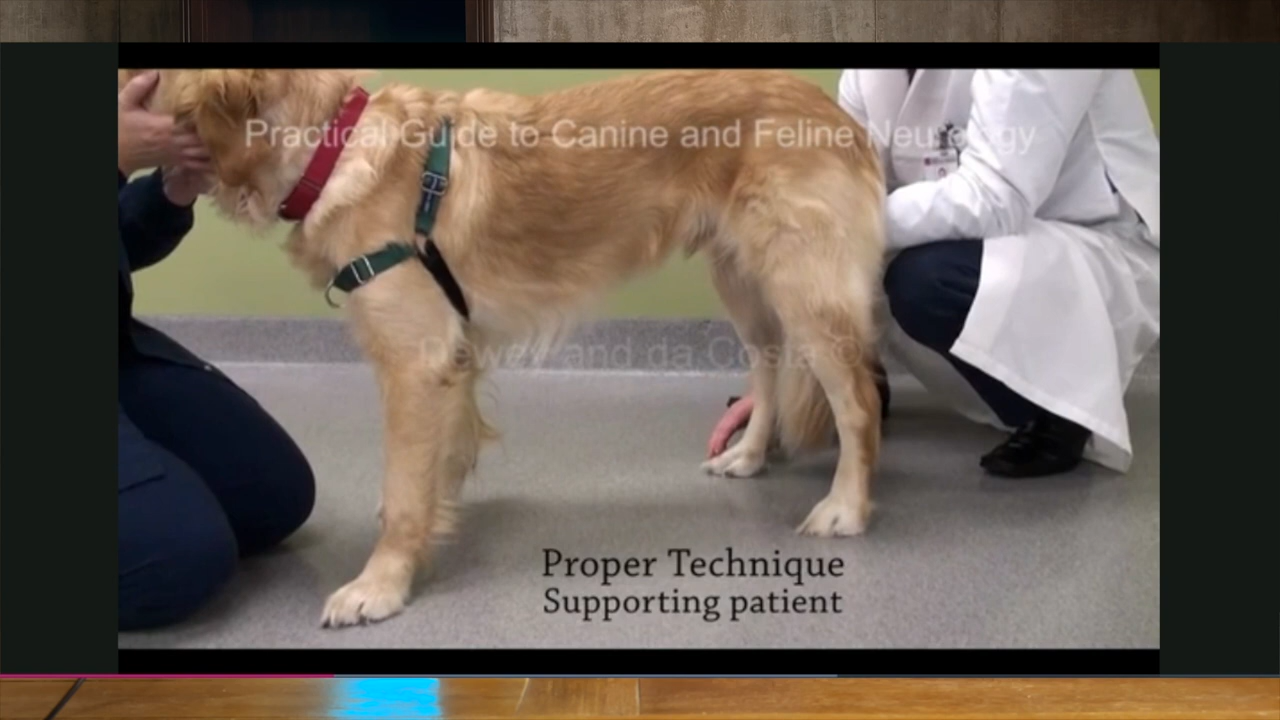 Practical Guide to Canine and Feline Neurology
Dewey and da Costa ©
Proper Technique
Supporting patient